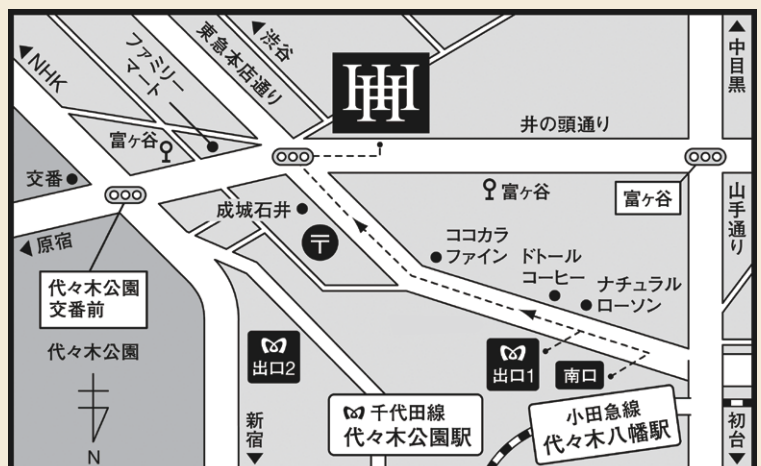 NHK
ファミリー
マート
東急本店通り
渋谷
HH
中目黒
井の頭通り
富ヶ谷
交番
富ヶ谷
富ヶ谷
山手通り
成城石井
〒
原宿
ココカラ
ファイン
ドトール
コーヒー
ナチュラル
ローソン
代々木公園
交番前
代々木公園
出口2
出口1
南口
N
新宿
千代田線
代々木公園駅
小田急線
代々木八幡駅
初台